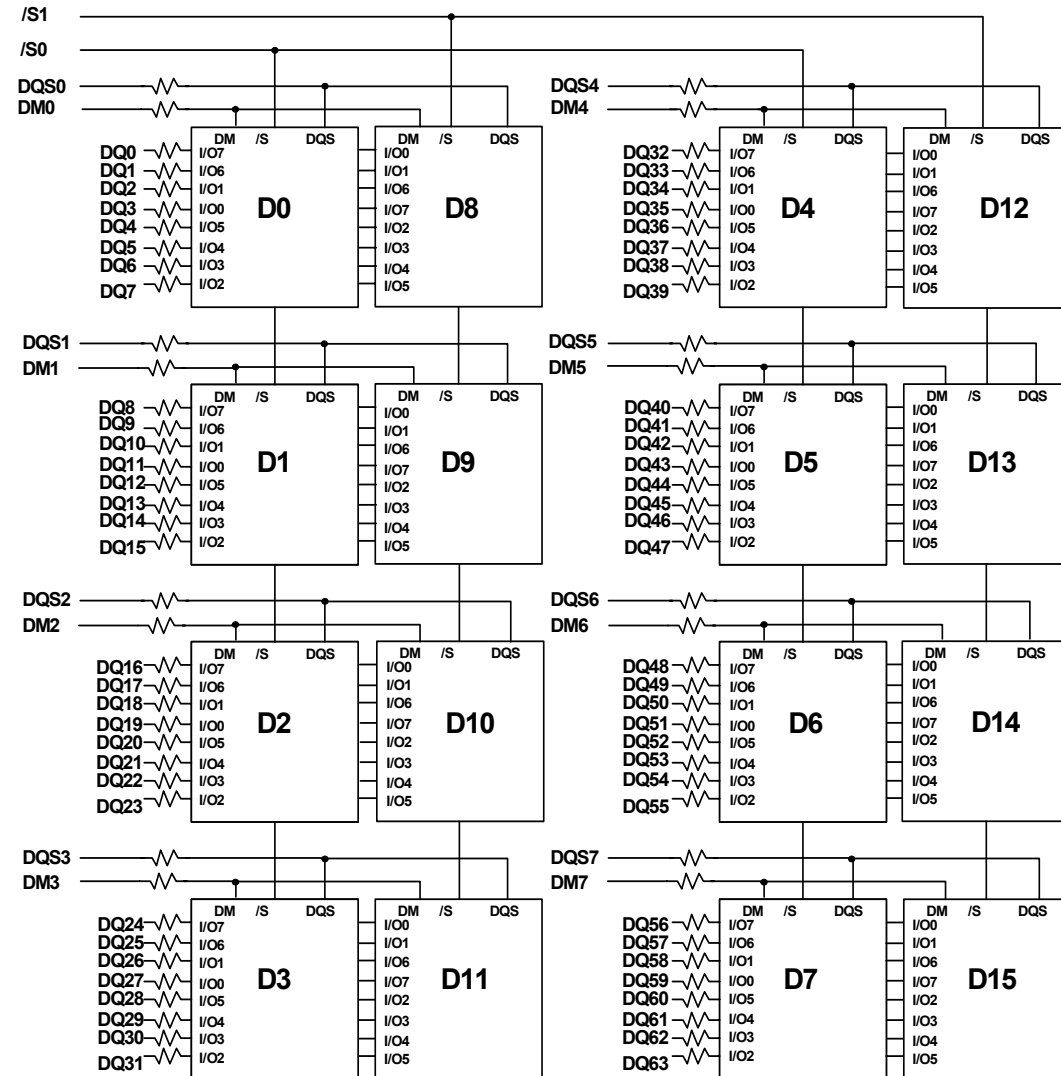 /S1
/S0
DQS0 DQS4
DM0 DM4
DM /S DQS DM /S DQS DM /S DQS DM /S DQS
DQ0 I/O7 I/O0 DQ32 I/O7 I/O0
DQ1 I/O6 I/O1 DQ33 I/O6 I/O1
DQ2 I/O1 I/O6 DQ34 I/O1 I/O6
DQ3 I/O0 D0 I/O7 D8 DQ35 I/O0 D4 I/O7 D12
DQ4 I/O5 I/O2 DQ36 I/O5 I/O2
DQ5 I/O4 I/O3 DQ37 I/O4 I/O3
DQ6 I/O3 I/O4 DQ38 I/O3 I/O4
DQ7 I/O2 I/O5 DQ39 I/O2 I/O5
DQS1 DQS5
DM1 DM5
DM /S DQS DM /S DQS DM /S DQS DM /S DQS
DQ8 I/O7 I/O0 DQ40 I/O7 I/O0
DQ9 I/O6 I/O1 DQ41 I/O6 I/O1
DQ10 I/O1 I/O6 DQ42 I/O1 I/O6
DQ11 I/O0 D1 I/O7 D9 DQ43 I/O0 D5 I/O7 D13
DQ12 I/O5 I/O2 DQ44 I/O5 I/O2
DQ13 I/O4 I/O3 DQ45 I/O4 I/O3
DQ14 I/O3 I/O4 DQ46 I/O3 I/O4
DQ15 I/O2 I/O5 DQ47 I/O2 I/O5
DQS2 DQS6
DM2 DM6
DM /S DQS DM /S DQS DM /S DQS DM /S DQS
DQ16 I/O7 I/O0 DQ48 I/O7 I/O0
DQ17 I/O6 I/O1 DQ49 I/O6 I/O1
DQ18 I/O1 I/O6 DQ50 I/O1 I/O6
DQ19 I/O0 D2 I/O7 D10 DQ51 I/O0 D6 I/O7 D14
DQ20 I/O5 I/O2 DQ52 I/O5 I/O2
DQ21 I/O4 I/O3 DQ53 I/O4 I/O3
DQ22 I/O3 I/O4 DQ54 I/O3 I/O4
DQ23 I/O2 I/O5 DQ55 I/O2 I/O5
DQS3 DQS7
DM3 DM7
DM /S DQS DM /S DQS DM /S DQS DM /S DQS
DQ24 I/O7 I/O0 DQ56 I/O7 I/O0
DQ25 I/O6 I/O1 DQ57 I/O6 I/O1
DQ26 I/O1 I/O6 DQ58 I/O1 I/O6
DQ27 I/O0 D3 I/O7 D11 DQ59 I/O0 D7 I/O7 D15
DQ28 I/O5 I/O2 DQ60 I/O5 I/O2
DQ29 I/O4 I/O3 DQ61 I/O4 I/O3
DQ30 I/O3 I/O4 DQ62 I/O3 I/O4
DQ31 I/O2 I/O5 DQ63 I/O2 I/O5